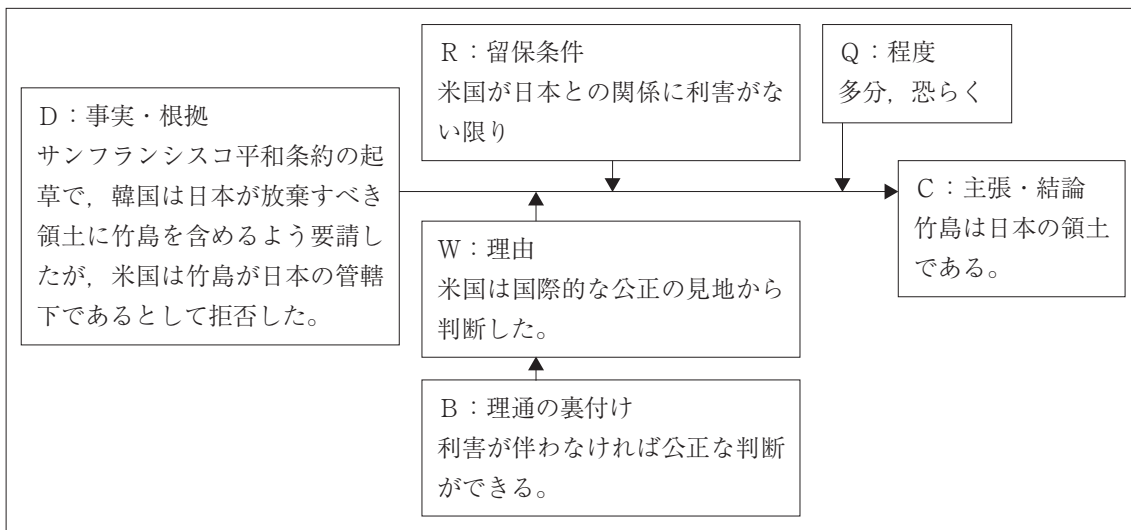 D：事実・根拠
サンフランシスコ平和条約の起
草で，韓国は日本が放棄すべき
領土に竹島を含めるよう要請し
たが，米国は竹島が日本の管轄
下であるとして拒否した。
R：留保条件
米国が日本との関係に利害がな
い限り
Q：程度
多分，恐らく
W：理由
米国は国際的な公正の見地から
判断した。
B：理通の裏付け
利害が伴わなければ公正な判断
ができる。
C：主張・結論
竹島は日本の領土
である。